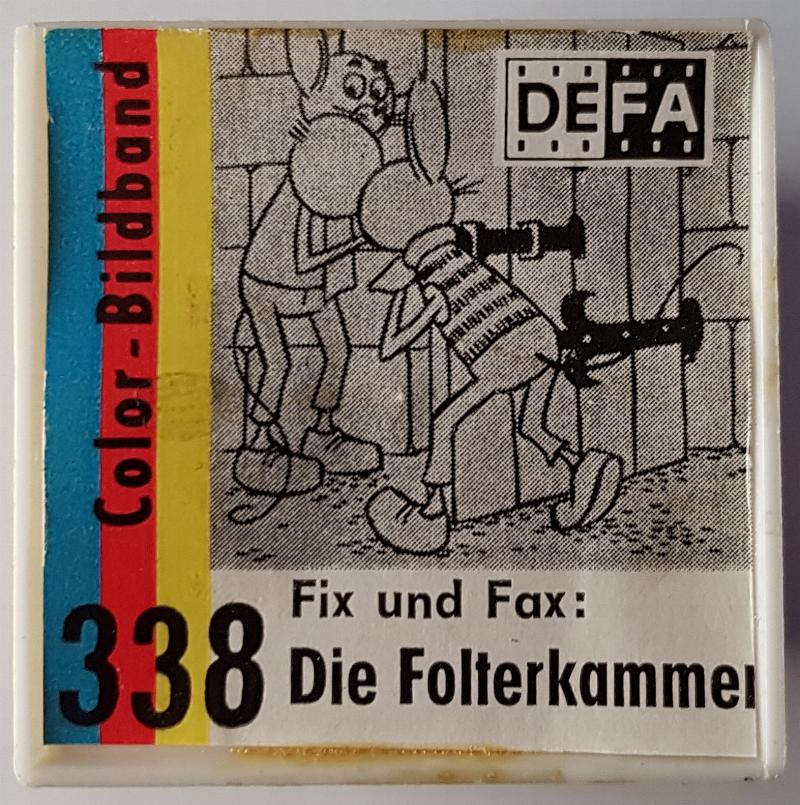 DEFA
Color-Bildband
338
Fix und Fax:
Die Folterkammer